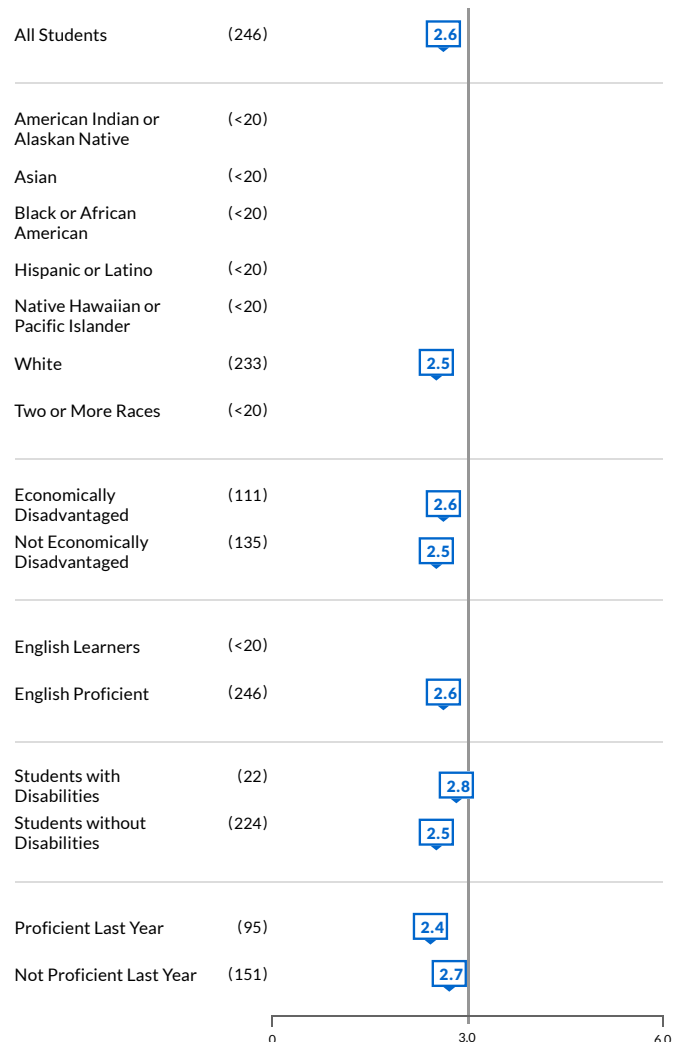 All Students (246) 2.6
American Indian or (<20)
Alaskan Native
Asian (<20)
Black or African (<20)
American
Hispanic or Latino (<20)
Native Hawaiian or (<20)
Pacific Islander
White (233) 2.5
Two or More Races (<20)
Economically (111) 2.6
Disadvantaged
Not Economically (135) 2.5
Disadvantaged
English Learners (<20)
English Proficient (246) 2.6
Students with (22) 2.8
Disabilities
Students without (224) 2.5
Disabilities
Proficient Last Year (95) 2.4
Not Proficient Last Year (151) 2.7
0 3.0 6.0